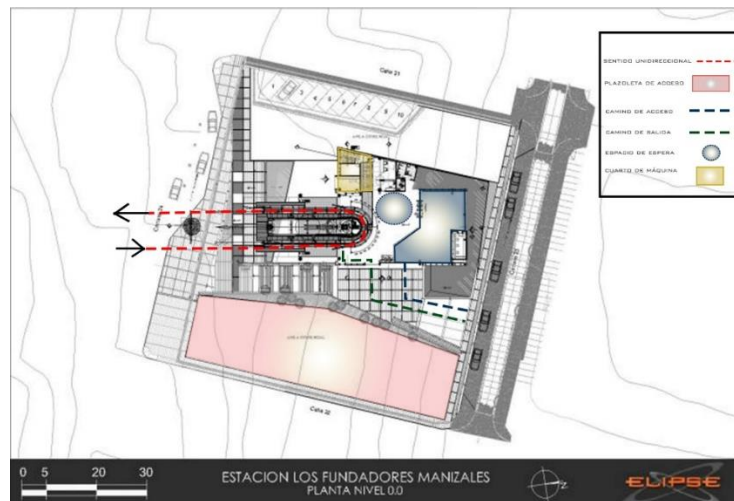 SENTIDO UNIDIRECCIONAL
PLAZOLETA DE ACCESO
CAMINO DE ACCESO
CAMINO DE SALIDA
ESPACIO DE ESPERA
CUARTO DE MÁQUINA
Calle 21
1
3
4
5
6
7
8
9
10
Calle 22
0 5 20 30
ESTACION LOS FUNDADORES MANIZALES
PLANTA NIVEL 0.0
Z
ELIPSE